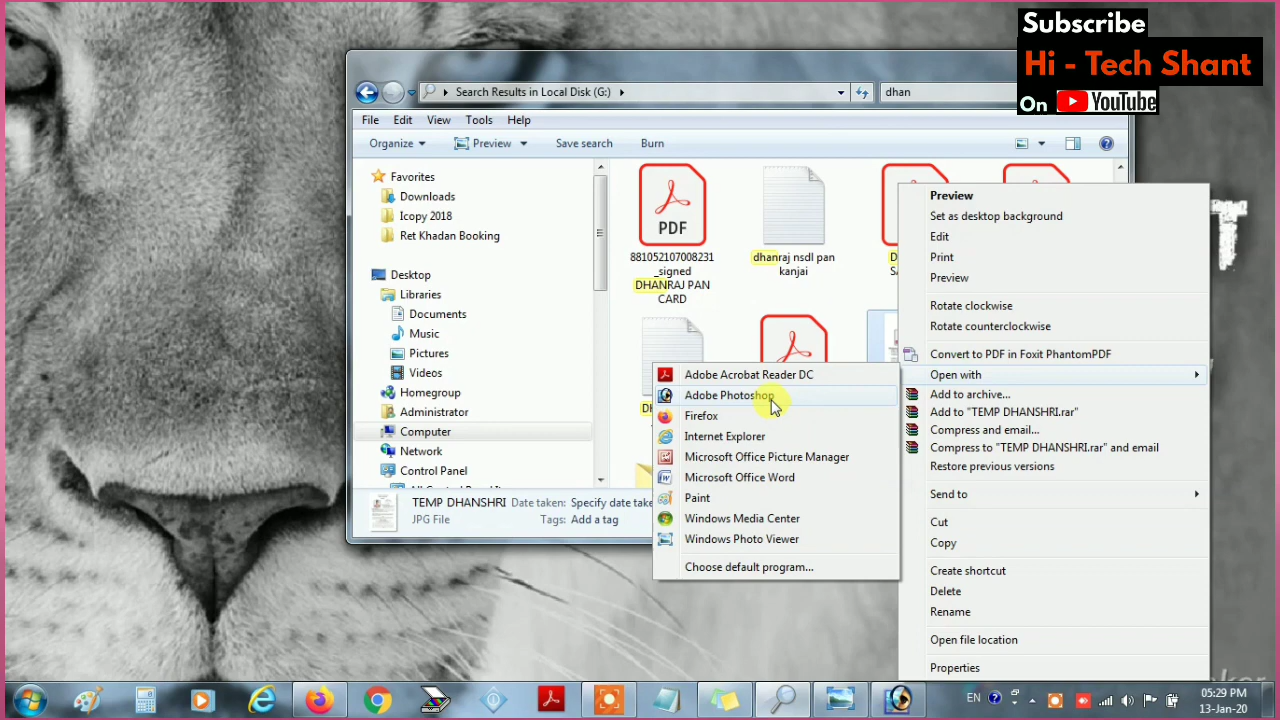 Subscribe
Hi - Tech Shant
On YouTube
Search Results in Local Disk (G:)
dhan
File Edit View Tools Help
Organize Preview Save search Burn
Favorites
Downloads
Icopy 2018
Ret Khadan Booking
Desktop
Libraries
Documents
Music
Pictures
Videos
Homegroup
Administrator
Computer
Network
Control Panel
PDF
881052107008231
_signed
DHANRAJ PAN
CARD
dhanraj nsdl pan
kanjai
TEMP DHANSHRI Date taken: Specify date take
JPG File Tags: Add a tag
Adobe Acrobat Reader DC
Adobe Photoshop
Firefox
Internet Explorer
Microsoft Office Picture Manager
Microsoft Office Word
Paint
Windows Media Center
Windows Photo Viewer
Choose default program...
Preview
Set as desktop background
Edit
Print
Preview
Rotate clockwise
Rotate counterclockwise
Convert to PDF in Foxit PhantomPDF
Open with
Add to archive...
Add to "TEMP DHANSHRI.rar"
Compress and email...
Compress to "TEMP DHANSHRI.rar" and email
Restore previous versions
Send to
Cut
Copy
Create shortcut
Delete
Rename
Open file location
Properties
EN
05:29 PM
13-Jan-20